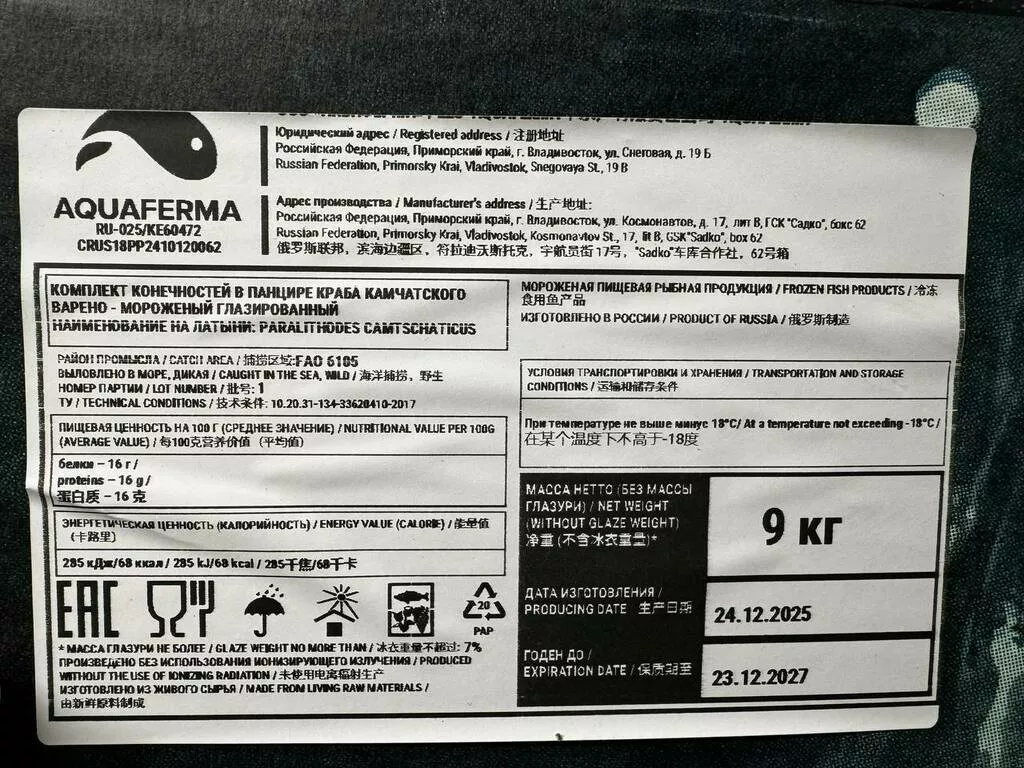 Юридический адрес / Registered address / 注册地址
Российская Федерация, Приморский край, г. Владивосток, ул. Снеговая, д. 19 Б
Russian Federation, Primorsky Krai, Vladivostok, Snegovaya St., 19 B
AQUAFERMA
RU-025/KE60472
CRUS18PP2410120062
Адрес производства / Manufacturer's address / 生产地址:
Российская Федерация, Приморский край, г. Владивосток, ул. Космонавтов, д. 17, лит В, ГСК "Садко", бокс 62
Russian Federation, Primorsky Krai, Vladivostok, Kosmonavtov St., 17, lit B, GSK"Sadko", box 62
俄罗斯联邦，滨海边疆区，符拉迪沃斯托克，宇航员街 17号，"Sadko"车库合作社，62号箱
КОМПЛЕКТ КОНЕЧНОСТЕЙ В ПАНЦИРЕ КРАБА КАМЧАТСКОГО
ВАРЕНО - МОРОЖЕНЫЙ ГЛАЗИРОВАННЫЙ
НАИМЕНОВАНИЕ НА ЛАТЫНИ: PARALITHODES CAMTSCHATICUS
РАЙОН ПРОМЫСЛА / CATCH AREA / 捕捞区域:FAO 6105
ВЫЛОВЛЕНО В МОРЕ, ДИКАЯ / CAUGHT IN THE SEA, WILD / 海洋捕捞，野生
НОМЕР ПАРТИИ / LOT NUMBER / 批号: 1
ТУ / TECHNICAL CONDITIONS / 技术条件: 10.20.31-134-33620410-2017
ПИЩЕВАЯ ЦЕННОСТЬ НА 100 Г (СРЕДНЕЕ ЗНАЧЕНИЕ) / NUTRITIONAL VALUE PER 100G
(AVERAGE VALUE) / 每100克营养价值（平均值）
белки – 16 г /
proteins – 16 g /
蛋白质 – 16 克
ЭНЕРГЕТИЧЕСКАЯ ЦЕННОСТЬ (КАЛОРИЙНОСТЬ) / ENERGY VALUE (CALORIE) / 能量值
（卡路里）
285 кДж/68 ккал / 285 kJ/68 kcal / 285千焦/68千卡
EAC
20
PAP
* МАССА ГЛАЗУРИ НЕ БОЛЕЕ / GLAZE WEIGHT NO MORE THAN / 冰衣重量不超过: 7%
ПРОИЗВЕДЕНО БЕЗ ИСПОЛЬЗОВАНИЯ ИОНИЗИРУЮЩЕГО ИЗЛУЧЕНИЯ / PRODUCED
WITHOUT THE USE OF IONIZING RADIATION / 未使用电离辐射生产
ИЗГОТОВЛЕНО ИЗ ЖИВОГО СЫРЬЯ / MADE FROM LIVING RAW MATERIALS /
由新鲜原料制成
МОРОЖЕНАЯ ПИЩЕВАЯ РЫБНАЯ ПРОДУКЦИЯ / FROZEN FISH PRODUCTS / 冷冻
食用鱼产品
ИЗГОТОВЛЕНО В РОССИИ / PRODUCT OF RUSSIA / 俄罗斯制造
УСЛОВИЯ ТРАНСПОРТИРОВКИ И ХРАНЕНИЯ / TRANSPORTATION AND STORAGE
CONDITIONS / 运输和储存条件
При температуре не выше минус 18°C/ At a temperature not exceeding -18°C /
在某个温度下不高于-18度
МАССА НЕТТО (БЕЗ МАССЫ
ГЛАЗУРИ) / NET WEIGHT
(WITHOUT GLAZE WEIGHT)
净重 (不含冰衣重量)*
9 кг
ДАТА ИЗГОТОВЛЕНИЯ /
PRODUCING DATE 生产日期
24.12.2025
ГОДЕН ДО /
EXPIRATION DATE / 保质期至
23.12.2027